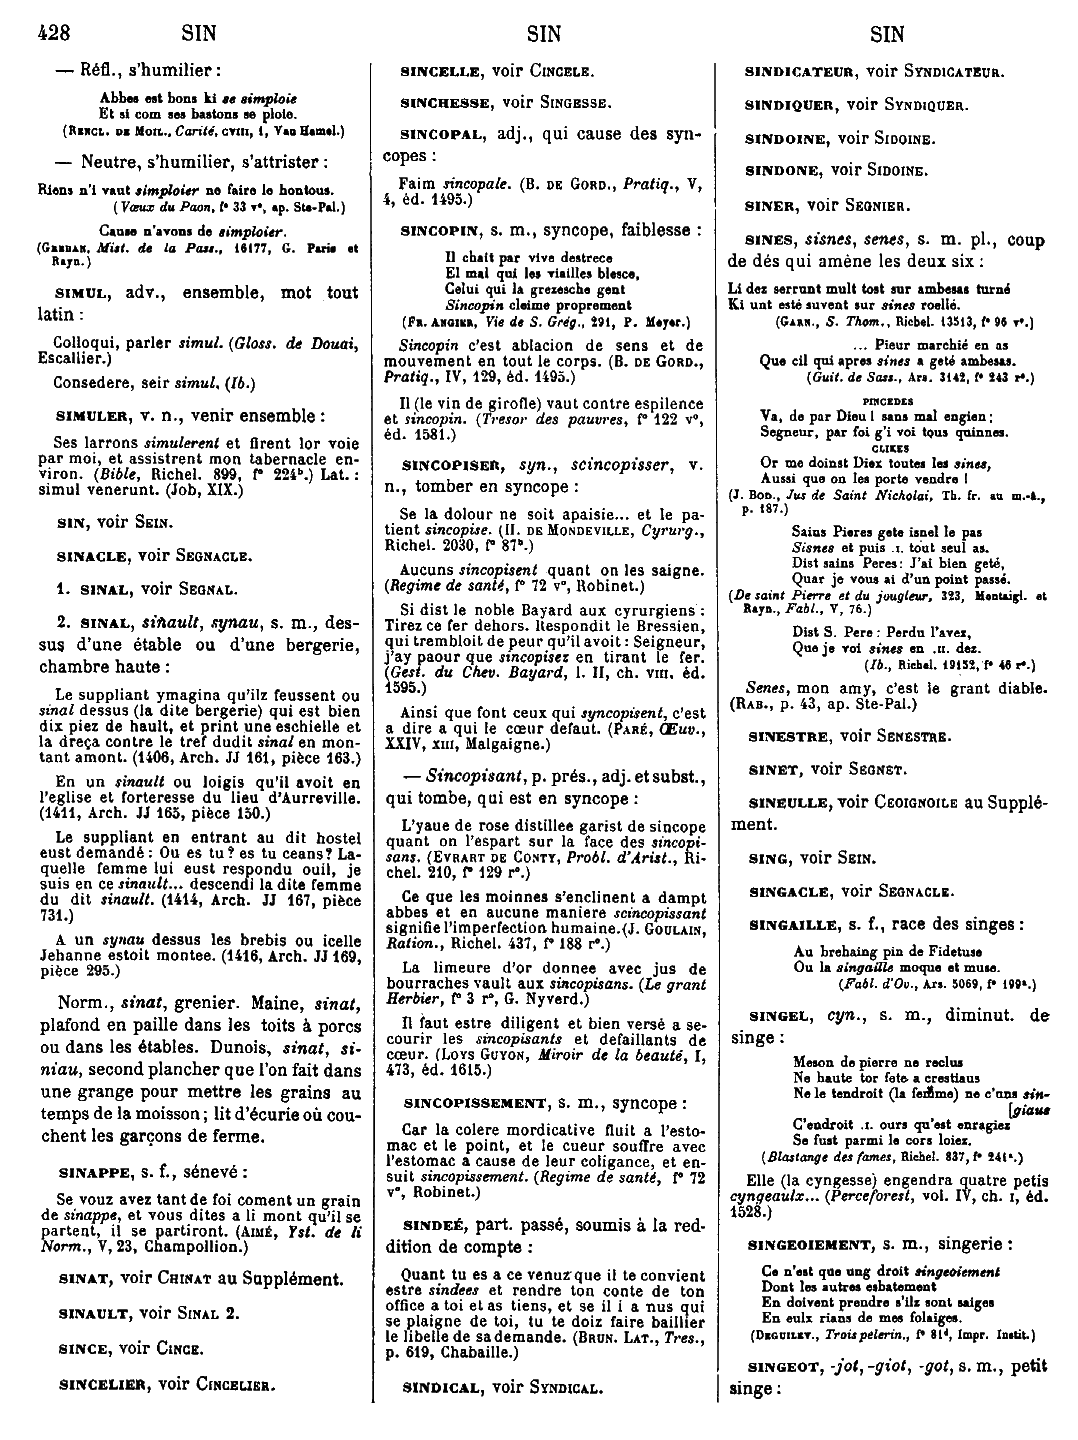 428 SIN SIN SIN
— Réfl., s'humilier :
Abbes est bons ki se simploie
Et si com ses bastons se ploie.
(RENCL. DE MOIL., Carité, CVIII, 1, Van Hamel.)
— Neutre, s'humilier, s'attrister :
Riens n'i vaut simploier ne faire le hontous.
(Vœux du Paon, f° 33 v°, ap. Ste-Pal.)
Cause n'avons de simploier.
(GREBAN, Mist. de la Pass., 16177, G. Paris et
Rayn.)
SIMUL, adv., ensemble, mot tout
latin :
Colloqui, parler simul. (Gloss. de Douai,
Escallier.)
Consedere, seir simul. (Ib.)
SIMULER, v. n., venir ensemble :
Ses larrons simulerent et firent lor voie
par moi, et assistrent mon tabernacle en-
viron. (Bible, Richel. 899, f° 224b.) Lat. :
simul venerunt. (Job, XIX.)
SIN, voir SEIN.
SINACLE, voir SEGNACLE.
1. SINAL, voir SEGNAL.
2. SINAL, sinault, synau, s. m., des-
sus d'une étable ou d'une bergerie,
chambre haute :
Le suppliant ymagina qu'ilz feussent ou
sinal dessus (la dite bergerie) qui est bien
dix piez de hault, et print une eschielle et
la dreça contre le tref dudit sinal en mon-
tant amont. (1406, Arch. JJ 161, pièce 163.)
En un sinault ou loigis qu'il avoit en
l'eglise et forteresse du lieu d'Aurreville.
(1411, Arch. JJ 165, pièce 150.)
Le suppliant en entrant au dit hostel
eust demandé : Ou es tu ? es tu ceans ? La-
quelle femme lui eust respondu ouil, je
suis en ce sinault... descendi la dite femme
du dit sinault. (1414, Arch. JJ 167, pièce
731.)
A un synau dessus les brebis ou icelle
Jehanne estoit montee. (1416, Arch. JJ 169,
pièce 295.)
Norm., sinat, grenier. Maine, sinat,
plafond en paille dans les toits à porcs
ou dans les étables. Dunois, sinat, si-
niau, second plancher que l'on fait dans
une grange pour mettre les grains au
temps de la moisson ; lit d'écurie où cou-
chent les garçons de ferme.
SINAPPE, s. f., sénevé :
Se vouz avez tant de foi coment un grain
de sinappe, et vous dites a li mont qu'il se
partent, il se partiront. (AIMÉ, Yst. de li
Norm., V, 23, Champollion.)
SINAT, voir CHINAT au Supplément.
SINAULT, voir SINAL 2.
SINCE, voir CINCE.
SINCELIER, voir CINCELIER.
SINCELLE, voir CINCELE.
SINCHESSE, voir SINGESSE.
SINCOPAL, adj., qui cause des syn-
copes :
Faim sincopale. (B. DE GORD., Pratiq., V,
4, éd. 1495.)
SINCOPIN, s. m., syncope, faiblesse :
Il chait par vive destrece
El mal qui les viailles blesce,
Celui qui la grezesche gent
Sincopin cleime proprement
(FR. ANGIER, Vie de S. Grég., 291, P. Meyer.)
Sincopin c'est ablacion de sens et de
mouvement en tout le corps. (B. DE GORD.,
Pratiq., IV, 129, éd. 1495.)
Il (le vin de girofle) vaut contre espilence
et sincopin. (Tresor des pauvres, f° 122 v°,
éd. 1581.)
SINCOPISER, syn., scincopisser, v.
n., tomber en syncope :
Se la dolour ne soit apaisie... et le pa-
tient sincopise. (H. DE MONDEVILLE, Cyrurg.,
Richel. 2030, f° 87b.)
Aucuns sincopisent quant on les saigne.
(Regime de santé, f° 72 v°, Robinet.)
Si dist le noble Bayard aux cyrurgiens :
Tirez ce fer dehors. Respondit le Bressien,
qui trembloit de peur qu'il avoit : Seigneur,
j'ay paour que sincopisez en tirant le fer.
(Gest. du Chev. Bayard, l. II, ch. VIII, éd.
1595.)
Ainsi que font ceux qui syncopisent, c'est
a dire a qui le cœur defaut. (PARÉ, Œuv.,
XXIV, XIII, Malgaigne.)
— Sincopisant, p. prés., adj. et subst.,
qui tombe, qui est en syncope :
L'yaue de rose distillee garist de sincope
quant on l'espart sur la face des sincopi-
sans. (EVRART DE CONTY, Probl. d'Arist., Ri-
chel. 210, f° 129 r°.)
Ce que les moinnes s'enclinent a dampt
abbes et en aucune maniere scincopissant
signifie l'imperfection humaine. (J. GOULAIN,
Ration., Richel. 437, f° 188 r°.)
La limeure d'or donnee avec jus de
bourraches vault aux sincopisans. (Le grant
Herbier, f° 3 r°, G. Nyverd.)
Il faut estre diligent et bien versé a se-
courir les sincopisants et defaillants de
cœur. (LOYS GUYON, Miroir de la beauté, I,
473, éd. 1615.)
SINCOPISSEMENT, s. m., syncope :
Car la colere mordicative fluit a l'esto-
mac et le point, et le cueur souffre avec
l'estomac a cause de leur coligance, et en-
suit sincopissement. (Regime de santé, f° 72
v°, Robinet.)
SINDEÉ, part. passé, soumis à la red-
dition de compte :
Quant tu es a ce venuz que il te convient
estre sindees et rendre ton conte de ton
office a toi et as tiens, et se il i a nus qui
se plaigne de toi, tu te doiz faire baillier
le libelle de sa demande. (BRUN. LAT., Tres.,
p. 619, Chabaille.)
SINDICAL, voir SYNDICAL.
SINDICATEUR, voir SYNDICATEUR.
SINDIQUER, voir SYNDIQUER.
SINDOINE, voir SIDOINE.
SINDONE, voir SIDOINE.
SINER, voir SEGNIER.
SINES, sisnes, senes, s. m. pl., coup
de dés qui amène les deux six :
Li dez serrunt mult tost sur ambesas turné
Ki unt esté suvent sur sines roellé.
(GARN., S. Thom., Richel. 13513, f° 96 r°.)
... Pieur marchié en as
Que cil qui apres sines a geté ambesas.
(Guit. de Sass., Ars. 3142, f° 243 r°.)
PINCEDES
Va, de par Dieu ! sans mal engien ;
Segneur, par foi g'i voi tous quinnes.
CLIKES
Or me doinst Diex toutes les sines,
Aussi que on les porte vendre !
(J. BOD., Jus de Saint Nicholai, Th. fr. au m.-â.,
p. 187.)
Sains Pieres gete isnel le pas
Sisnes et puis .I. tout seul as.
Dist sains Peres : J'ai bien geté,
Quar je vous ai d'un point passé.
(De saint Pierre et du jougleur, 323, Montaigl. et
Rayn., Fabl., V, 76.)
Dist S. Pere : Perdu l'avez,
Que je voi sines en .II. dez.
(Ib., Richel. 19152, f° 46 r°.)
Senes, mon amy, c'est le grant diable.
(RAB., p. 43, ap. Ste-Pal.)
SINESTRE, voir SENESTRE.
SINET, voir SEGNET.
SINEULLE, voir CEOIGNOILE au Supplé-
ment.
SING, voir SEIN.
SINGACLE, voir SEGNACLE.
SINGAILLE, s. f., race des singes :
Au brehaing pin de Fidetuse
Ou la singaille moque et muse.
(Fabl. d'Ov., Ars. 5069, f° 199a.)
SINGEL, cyn., s. m., diminut. de
singe :
Meson de pierre ne reclus
Ne haute tor fete a crestiaus
Ne le tendroit (la femme) ne c'uns sin-
[giaus
C'endroit .I. ours qu'est enragiez
Se fust parmi le cors loiez.
(Blastange des fames, Richel. 837, f° 241a.)
Elle (la cyngesse) engendra quatre petis
cyngeaulx... (Perceforest, vol. IV, ch. I, éd.
1528.)
SINGEOIEMENT, s. m., singerie :
Ce n'est que ung droit singeoiement
Dont les autres esbatement
En doivent prendre s'ilz sont saiges
En eulx rians de mes folaiges.
(DEGUILEV., Trois pelerin., f° 81d, Impr. Instit.)
SINGEOT, -jot, -giot, -got, s. m., petit
singe :